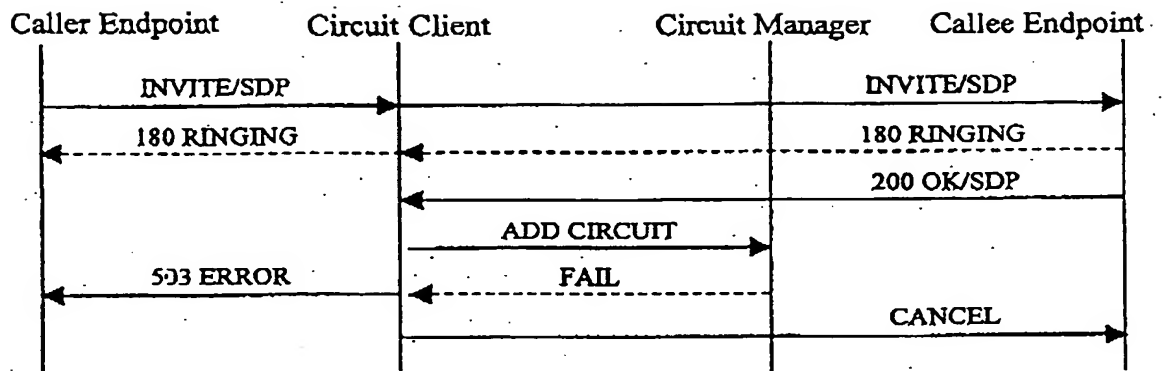 Caller Endpoint Circuit Client Circuit Manager Callee Endpoint
INVITE/SDP INVITE/SDP
180 RINGING 180 RINGING
200 OK/SDP
ADD CIRCUIT
503 ERROR FAIL
CANCEL